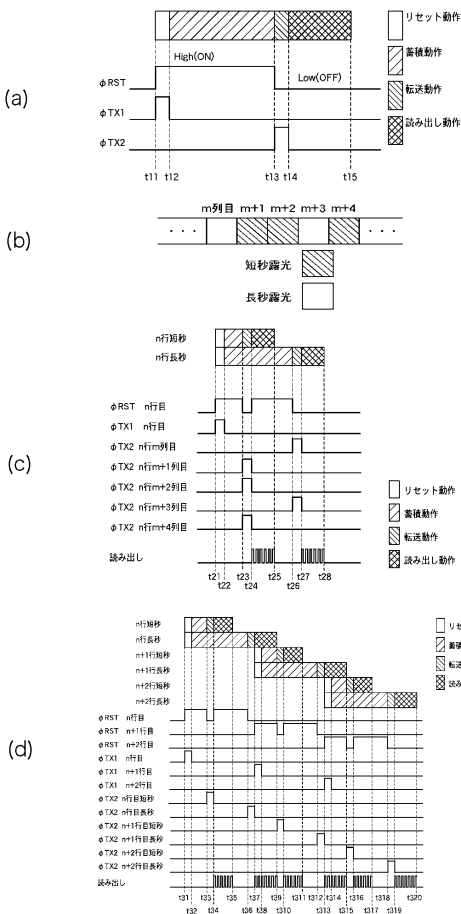 リセット動作
蓄積動作
転送動作
読み出し動作
High(ON)
Low(OFF)
φRST
φTX1
φTX2
(a)
t11 t12 t13 t14 t15
m列目 m+1 m+2 m+3 m+4
・・・ ・・・
(b)
短秒露光
長秒露光
n行短秒
n行長秒
φRST n行目
φTX1 n行目
φTX2 n行m列目
φTX2 n行m+1列目
φTX2 n行m+2列目
φTX2 n行m+3列目
φTX2 n行m+4列目
読み出し
(c)
リセット動作
蓄積動作
転送動作
読み出し動作
t21 t23 t25 t27 t28
t22 t24 t26
n行短秒
n行長秒
n+1行短秒
n+1行長秒
n+2行短秒
n+2行長秒
リセ
蓄積
転送
読み
φRST n行目
φRST n+1行目
φRST n+2行目
φTX1 n行目
φTX1 n+1行目
φTX1 n+2行目
φTX2 n行目短秒
φTX2 n行目長秒
φTX2 n+1行目短秒
φTX2 n+1行目長秒
φTX2 n+2行目短秒
φTX2 n+2行目長秒
読み出し
(d)
t31 t33 t35 t37 t39 t311 t312 t314 t316 t318 t320
t32 t34 t36 t38 t310 t313 t315 t317 t319